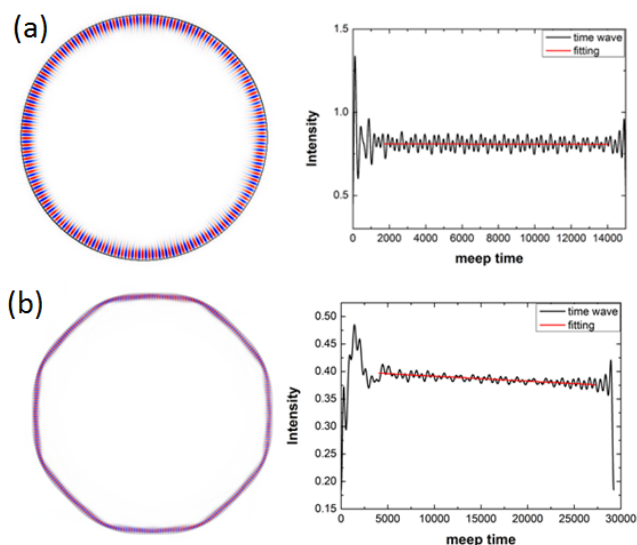 (a)
1.5
1.0
0.5
Intensity
time wave
fitting
0 2000 4000 6000 8000 10000 12000 14000
meep time
(b)
0.50
0.45
0.40
0.35
0.30
0.25
0.20
0.15
Intensity
time wave
fitting
0 5000 10000 15000 20000 25000 30000
meep time